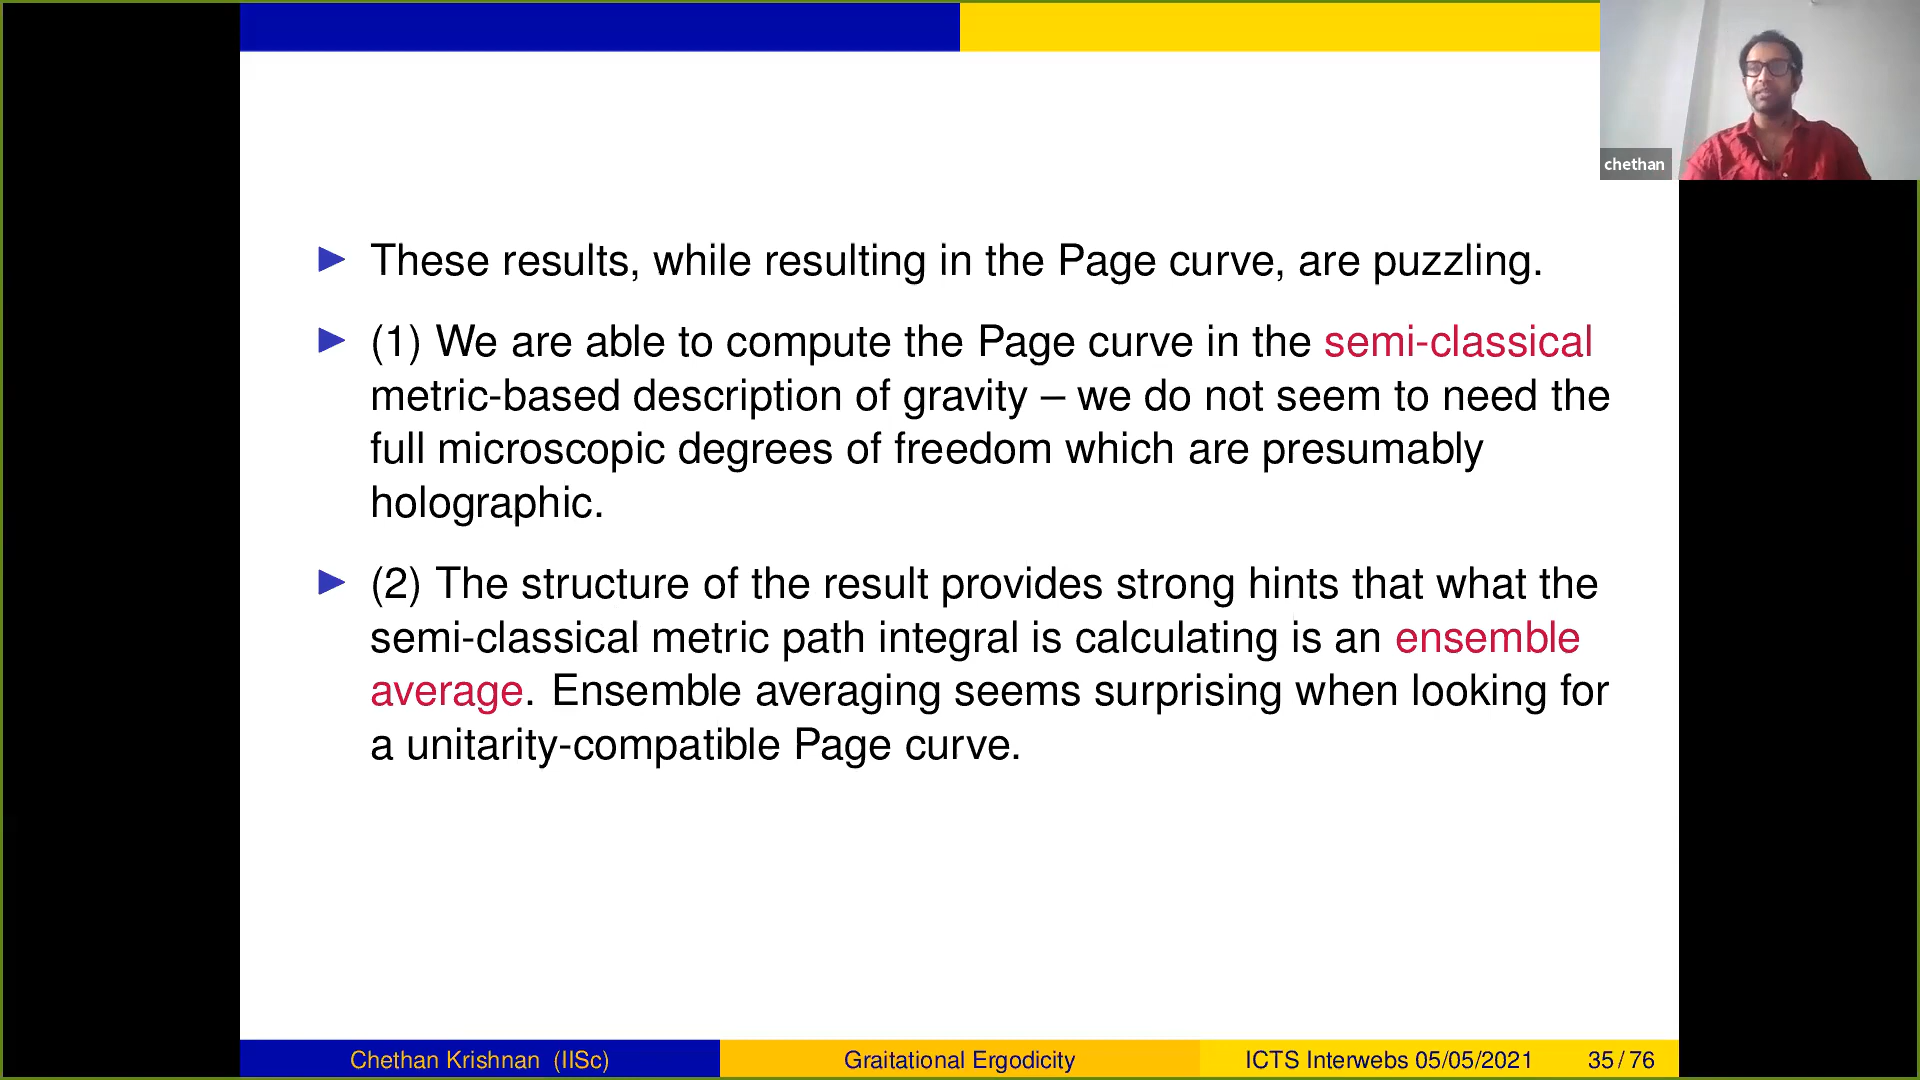 chethan
▶ These results, while resulting in the Page curve, are puzzling.
▶ (1) We are able to compute the Page curve in the semi-classical
metric-based description of gravity – we do not seem to need the
full microscopic degrees of freedom which are presumably
holographic.
▶ (2) The structure of the result provides strong hints that what the
semi-classical metric path integral is calculating is an ensemble
average. Ensemble averaging seems surprising when looking for
a unitarity-compatible Page curve.
Chethan Krishnan (IISc) Graitational Ergodicity ICTS Interwebs 05/05/2021 35 / 76